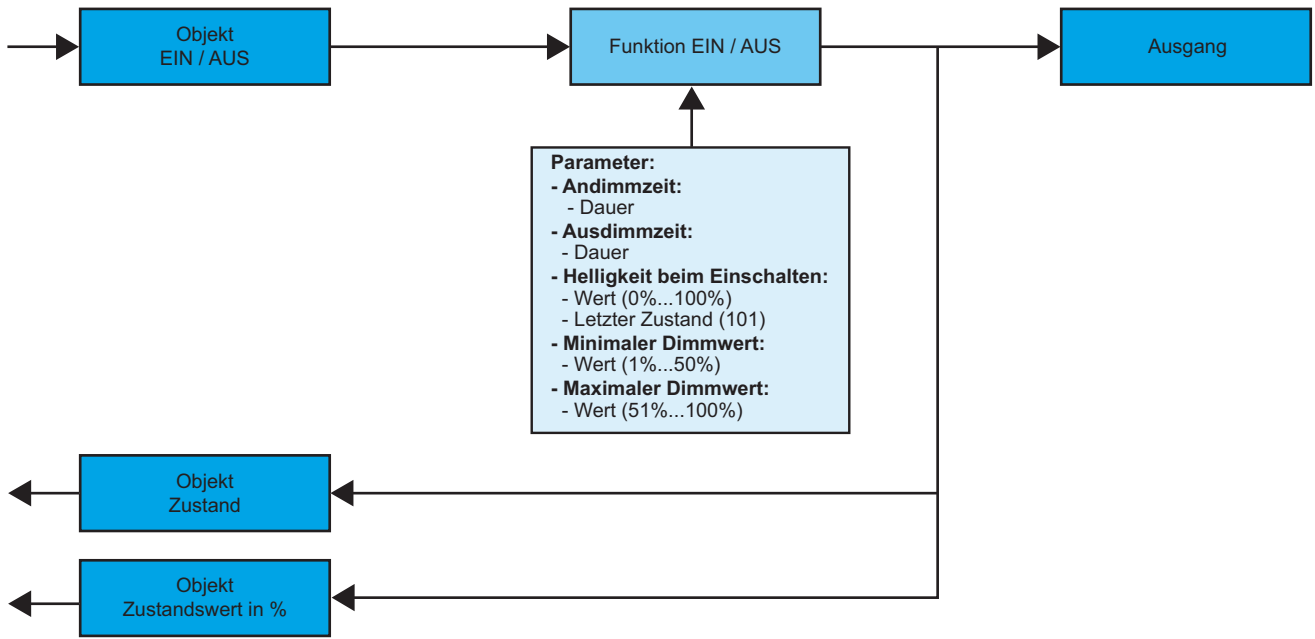 Objekt
EIN / AUS
Funktion EIN / AUS
Ausgang
Parameter:
- Andimmzeit:
- Dauer
- Ausdimmzeit:
- Dauer
- Helligkeit beim Einschalten:
- Wert (0%...100%)
- Letzter Zustand (101)
- Minimaler Dimmwert:
- Wert (1%...50%)
- Maximaler Dimmwert:
- Wert (51%...100%)
Objekt
Zustand
Objekt
Zustandswert in %